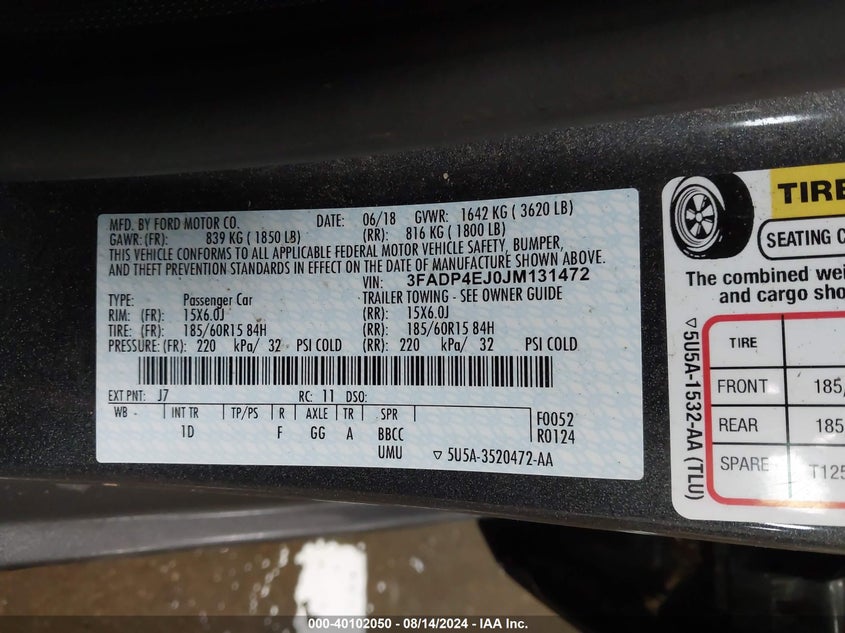 MFD. BY FORD MOTOR CO. DATE: 06/18 GVWR: 1642 KG ( 3620 LB)
GAWR: (FR): 839 KG ( 1850 LB) (RR): 816 KG ( 1800 LB)
THIS VEHICLE CONFORMS TO ALL APPLICABLE FEDERAL MOTOR VEHICLE SAFETY, BUMPER,
AND THEFT PREVENTION STANDARDS IN EFFECT ON THE DATE OF MANUFACTURE SHOWN ABOVE.
VIN: 3FADP4EJ0JM131472
TYPE: Passenger Car TRAILER TOWING - SEE OWNER GUIDE
RIM: (FR): 15X6.0J (RR): 15X6.0J
TIRE: (FR): 185/60R15 84H (RR): 185/60R15 84H
PRESSURE: (FR): 220 kPa/ 32 PSI COLD (RR): 220 kPa/ 32 PSI COLD
EXT PNT: J7 RC: 11 DSO:
WB - INT TR TP/PS R AXLE TR SPR F0052
1D F GG A BBCC R0124
UMU ▽ 5U5A-3520472-AA
TIRE
SEATING C
The combined wei
and cargo sho
TIRE
FRONT 185/
REAR 185
SPARE T125
▽ 5U5A-1532-AA (TLU)
000-40102050 - 08/14/2024 - IAA Inc.